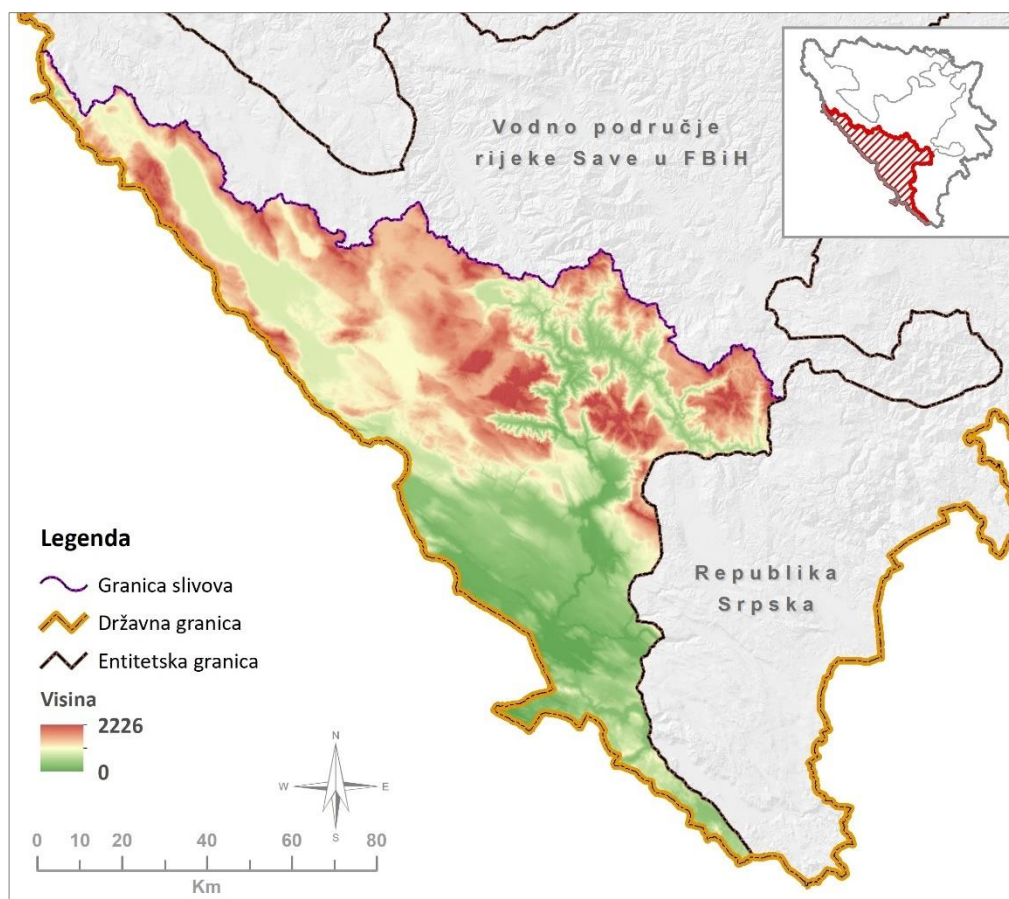 Vodno područje
rijeke Save u FBiH
Republika
Srpska
Legenda
Granica slivova
Državna granica
Entitetska granica
Visina
2226
0
N
W
E
S
0
10
20
40
60
80
Km